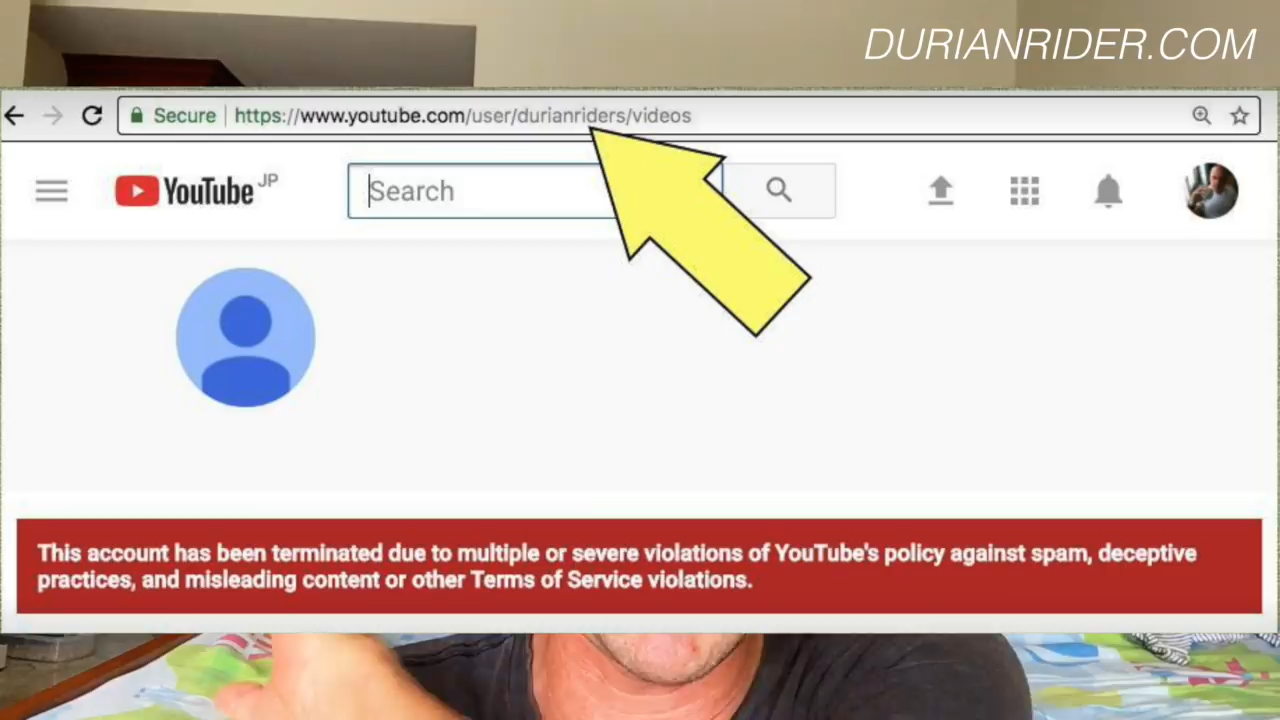 DURIANRIDER.COM
Secure https://www.youtube.com/user/durianriders/videos
YouTube JP
Search
This account has been terminated due to multiple or severe violations of YouTube's policy against spam, deceptive
practices, and misleading content or other Terms of Service violations.